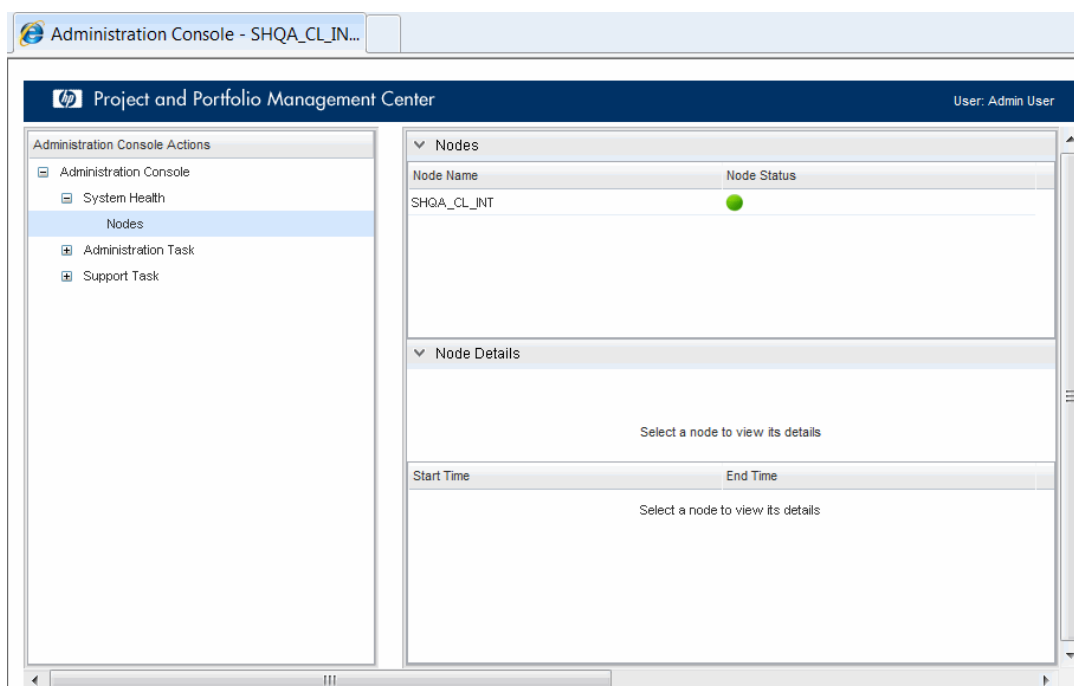 Administration Console - SHQA_CL_IN...
hp Project and Portfolio Management Center
User: Admin User
Administration Console Actions
Administration Console
System Health
Nodes
Administration Task
Support Task
Nodes
Node Name Node Status
SHQA_CL_INT
Node Details
Select a node to view its details
Start Time End Time
Select a node to view its details